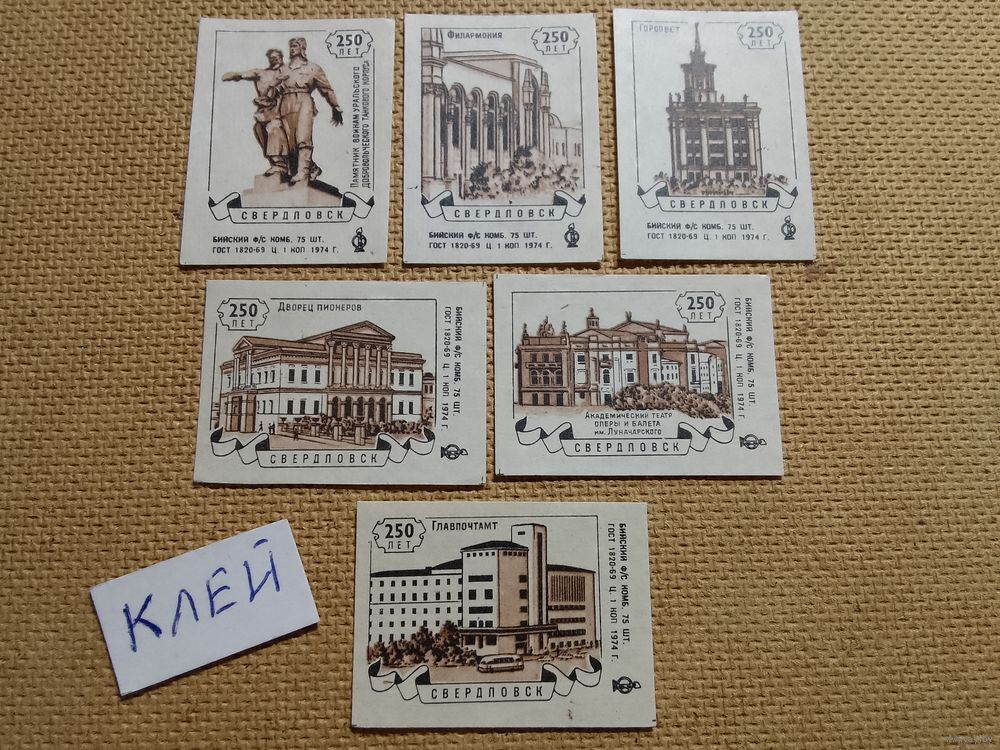 250
ЛЕТ
Памятник воинам Уральского
добровольческого танкового корпуса
СВЕРДЛОВСК
БИЙСКИЙ Ф/С КОМБ. 75 ШТ.
ГОСТ 1820-69 Ц. 1 КОП 1974 Г.
Филармония
250
ЛЕТ
СВЕРДЛОВСК
БИЙСКИЙ Ф/С КОМБ. 75 ШТ.
ГОСТ 1820-69 Ц. 1 КОП 1974 Г.
Горсовет
250
ЛЕТ
СВЕРДЛОВСК
БИЙСКИЙ Ф/С КОМБ. 75 ШТ.
ГОСТ 1820-69 Ц. 1 КОП 1974 Г.
250
ЛЕТ
Дворец пионеров
СВЕРДЛОВСК
БИЙСКИЙ Ф/С КОМБ. 75 ШТ.
ГОСТ 1820-69 Ц. 1 КОП 1974 Г.
250
ЛЕТ
Академический театр
оперы и балета
им. Луначарского
СВЕРДЛОВСК
БИЙСКИЙ Ф/С КОМБ. 75 ШТ.
ГОСТ 1820-69 Ц. 1 КОП 1974 Г.
КЛЕЙ
250
ЛЕТ
Главпочтамт
СВЕРДЛОВСК
БИЙСКИЙ Ф/С КОМБ. 75 ШТ.
ГОСТ 1820-69 Ц. 1 КОП 1974 Г.